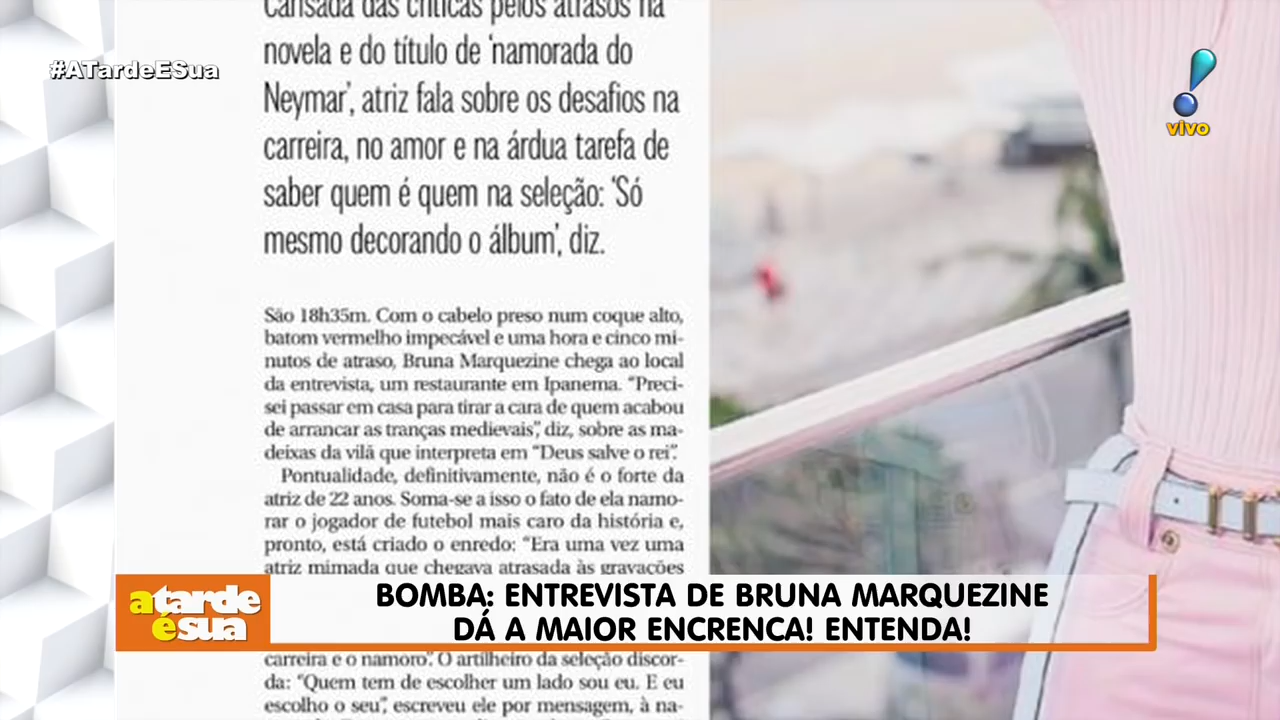 Cansada das críticas pelos atrasos na
novela e do título de ‘namorada do
Neymar’, atriz fala sobre os desafios na
carreira, no amor e na árdua tarefa de
saber quem é quem na seleção: ‘Só
mesmo decorando o álbum’, diz.
São 18h35m. Com o cabelo preso num coque alto,
batom vermelho impecável e uma hora e cinco mi-
nutos de atraso, Bruna Marquezine chega ao local
da entrevista, um restaurante em Ipanema. “Preci-
sei passar em casa para tirar a cara de quem acabou
de arrancar as tranças medievais”, diz, sobre as ma-
deixas da vilã que interpreta em “Deus salve o rei”.
Pontualidade, definitivamente, não é o forte da
atriz de 22 anos. Soma-se a isso o fato de ela namo-
rar o jogador de futebol mais caro da história e,
pronto, está criado o enredo: “Era uma vez uma
atriz mimada que chegava atrasada às gravações
carreira e o namoro”. O artilheiro da seleção discor-
da: “Quem tem de escolher um lado sou eu. E eu
escolho o seu”, escreveu ele por mensagem, à na-
#ATardeESua
vivo
a tarde
é sua
BOMBA: ENTREVISTA DE BRUNA MARQUEZINE
DÁ A MAIOR ENCRENCA! ENTENDA!